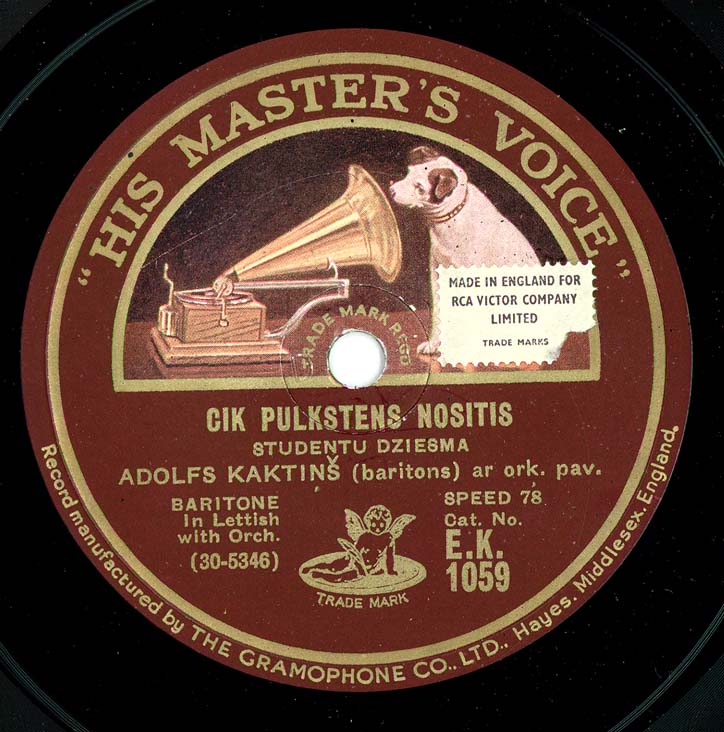 "HIS MASTER'S VOICE"
MADE IN ENGLAND FOR
RCA VICTOR COMPANY
LIMITED
TRADE MARKS
TRADE MARK REGD
CIK PULKSTENS NOSITIS
STUDENTU DZIESMA
ADOLFS KAKTIŅŠ (baritons) ar ork. pav.
BARITONE
In Lettish
with Orch.
(30-5346)
SPEED 78
Cat. No.
E.K.
1059
TRADE MARK
Record manufactured by THE GRAMOPHONE CO., LTD., Hayes, Middlesex, England.